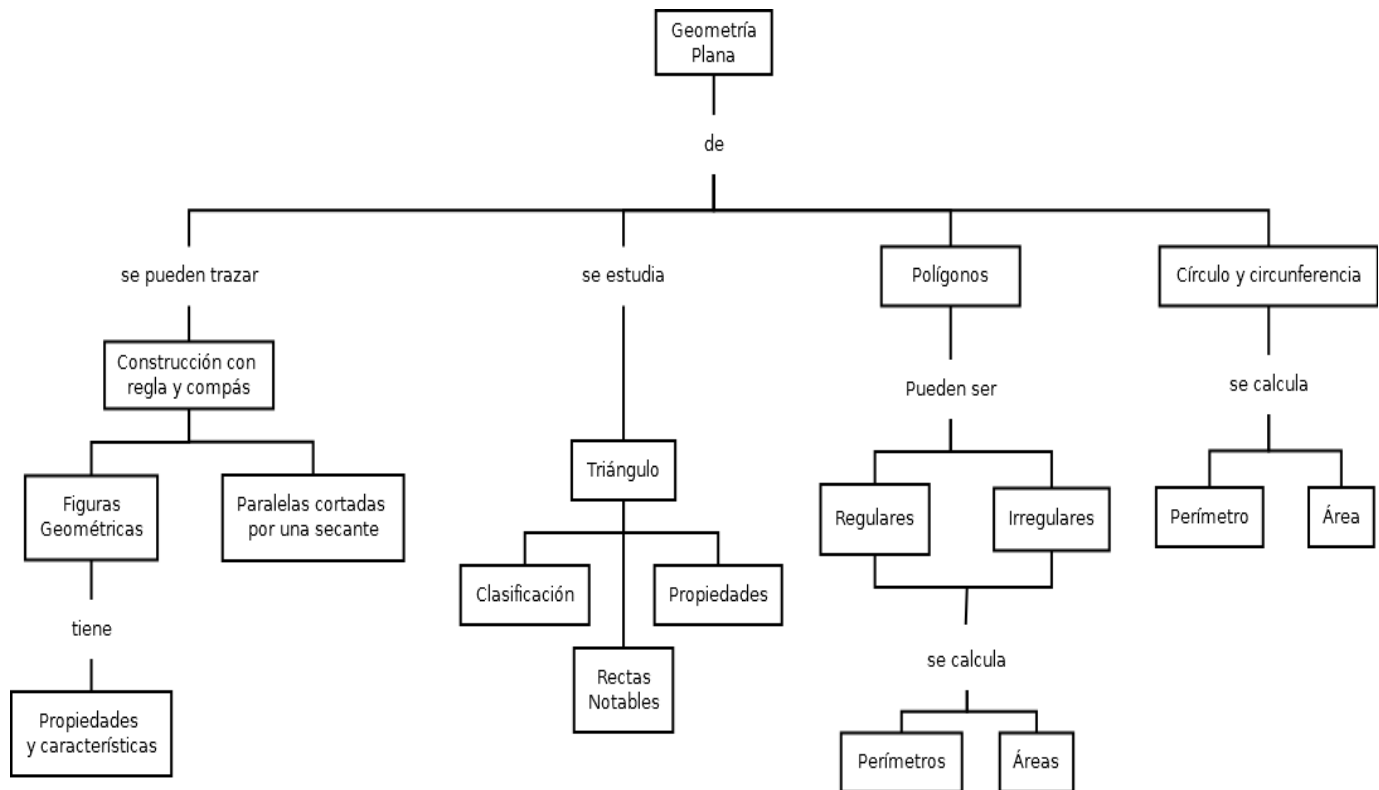 Geometría
Plana
de
se pueden trazar
se estudia
Polígonos
Círculo y circunferencia
Construcción con
regla y compás
Pueden ser
se calcula
Triángulo
Figuras
Geométricas
Paralelas cortadas
por una secante
Regulares
Irregulares
Perímetro
Área
Clasificación
Propiedades
tiene
se calcula
Rectas
Notables
Propiedades
y características
Perímetros
Áreas